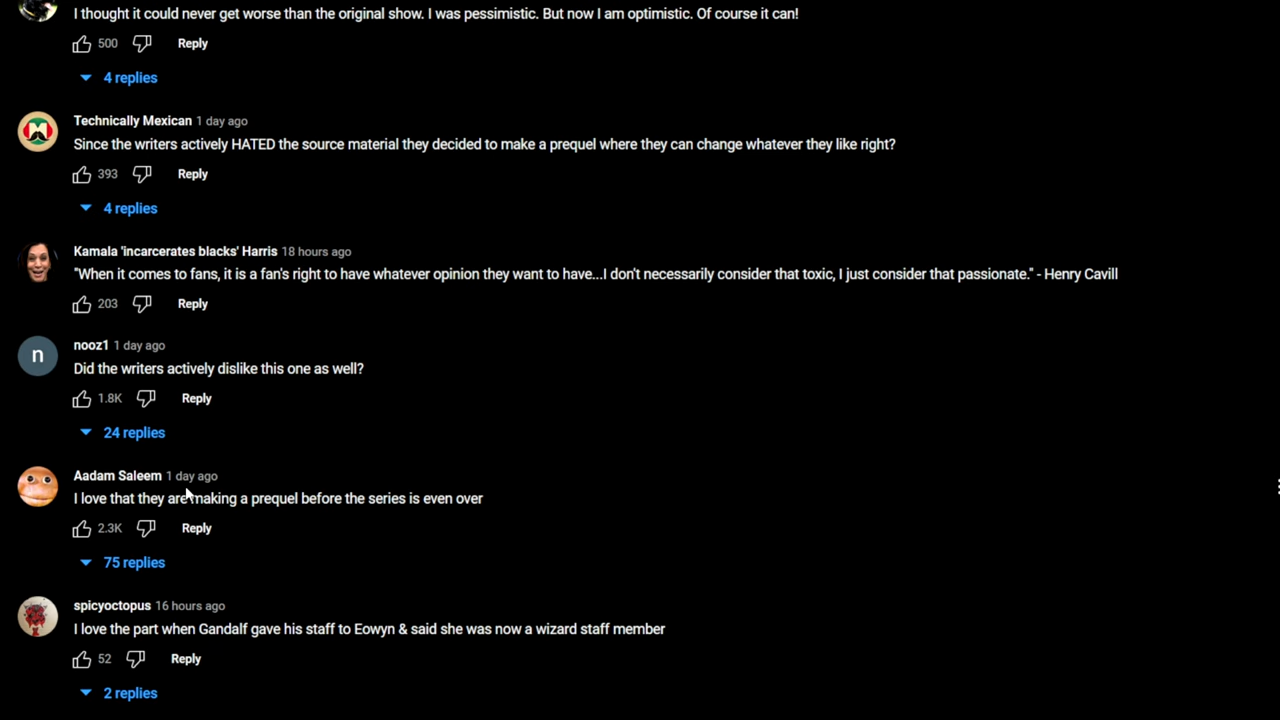 I thought it could never get worse than the original show. I was pessimistic. But now I am optimistic. Of course it can!
500 Reply
4 replies
Technically Mexican 1 day ago
Since the writers actively HATED the source material they decided to make a prequel where they can change whatever they like right?
393 Reply
4 replies
Kamala 'incarcerates blacks' Harris 18 hours ago
"When it comes to fans, it is a fan's right to have whatever opinion they want to have...I don't necessarily consider that toxic, I just consider that passionate." - Henry Cavill
203 Reply
n
nooz1 1 day ago
Did the writers actively dislike this one as well?
1.8K Reply
24 replies
Aadam Saleem 1 day ago
I love that they are making a prequel before the series is even over
2.3K Reply
75 replies
spicyoctopus 16 hours ago
I love the part when Gandalf gave his staff to Eowyn & said she was now a wizard staff member
52 Reply
2 replies